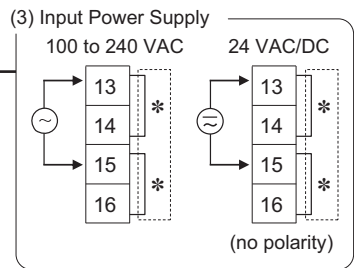 (3) Input Power Supply
100 to 240 VAC 24 VAC/DC
13 * 13 *
14 14
15 * 15 *
16 16
(no polarity)